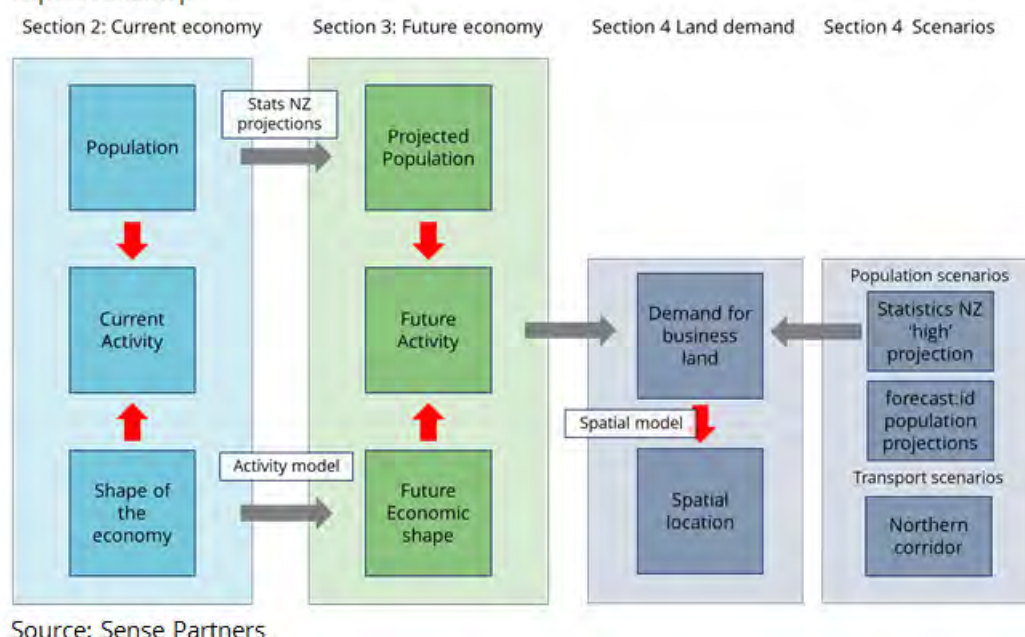 Section 2: Current economy
Section 3: Future economy
Section 4 Land demand
Section 4 Scenarios
Population
Stats NZ
projections
Projected
Population
Current
Activity
Future
Activity
Demand for
business
land
Population scenarios
Statistics NZ
‘high’
projection
forecast.id
population
projections
Spatial model
Activity model
Shape of
the
economy
Future
Economic
shape
Spatial
location
Transport scenarios
Northern
corridor
Source: Sense Partners